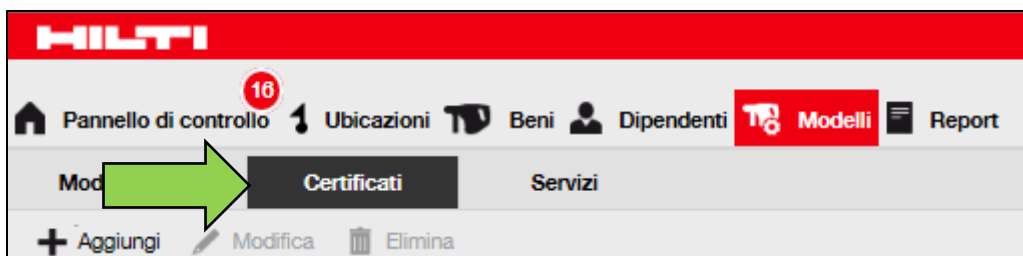 HILTI
16
Pannello di controllo Ubicazioni Beni Dipendenti Modelli Report
Certificati Servizi
Aggiungi Modifica Elimina